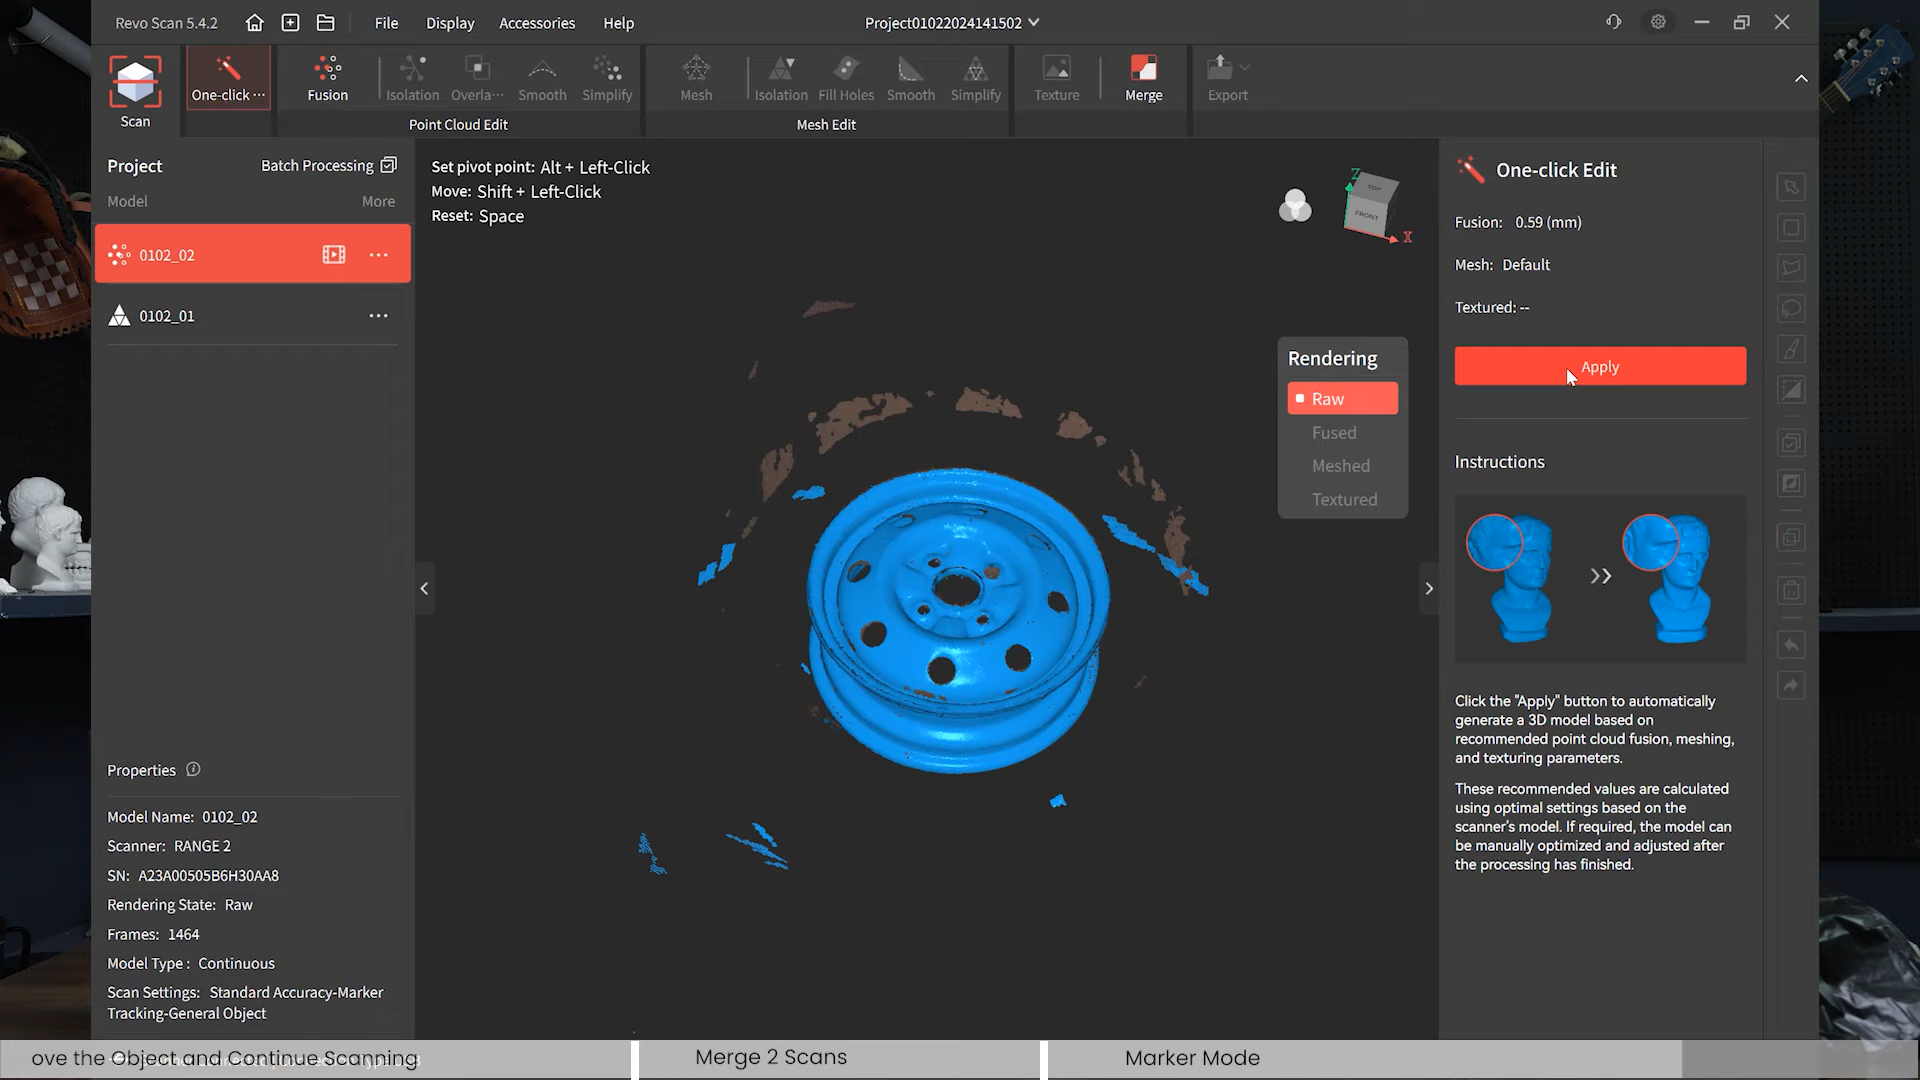 Revo Scan 5.4.2
File
Display
Accessories
Help
Project01022024141502
Scan
One-click ···
Fusion
Isolation
Overla···
Smooth
Simplify
Point Cloud Edit
Mesh
Isolation
Fill Holes
Smooth
Simplify
Mesh Edit
Texture
Merge
Export
Project
Batch Processing
Model
More
0102_02
0102_01
Set pivot point: Alt + Left-Click
Move: Shift + Left-Click
Reset: Space
Z
TOP
FRONT
X
Rendering
Raw
Fused
Meshed
Textured
One-click Edit
Fusion: 0.59 (mm)
Mesh: Default
Textured: --
Apply
Instructions
Click the "Apply" button to automatically
generate a 3D model based on
recommended point cloud fusion, meshing,
and texturing parameters.
These recommended values are calculated
using optimal settings based on the
scanner's model. If required, the model can
be manually optimized and adjusted after
the processing has finished.
Properties
Model Name: 0102_02
Scanner: RANGE 2
SN: A23A00505B6H30AA8
Rendering State: Raw
Frames: 1464
Model Type : Continuous
Scan Settings: Standard Accuracy-Marker
Tracking-General Object
ove the Object and Continue Scanning
Merge 2 Scans
Marker Mode